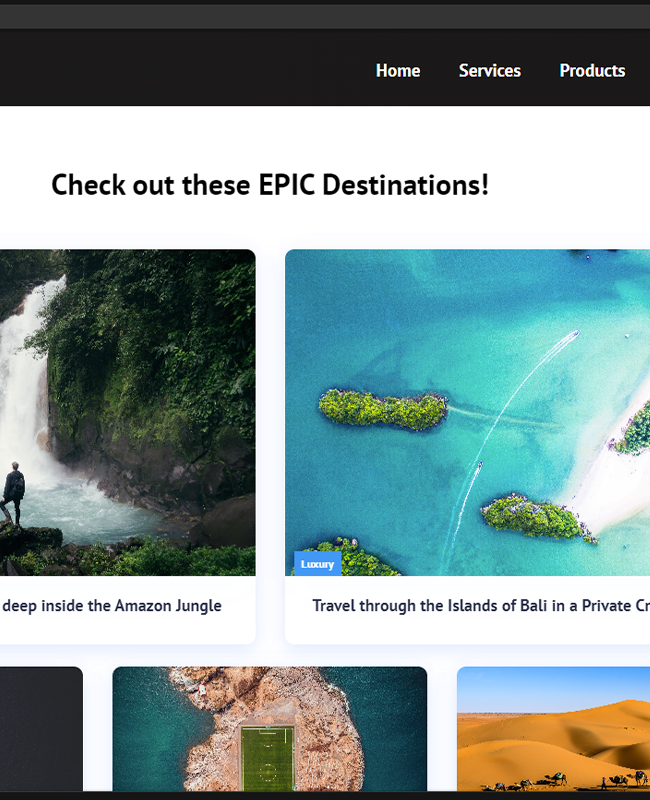 Home Services Products
Check out these EPIC Destinations!
Luxury
deep inside the Amazon Jungle
Travel through the Islands of Bali in a Private